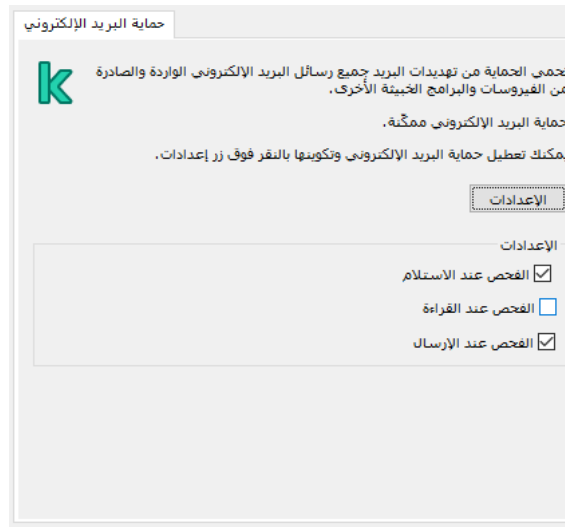 حماية البريد الإلكتروني
تحمي الحماية من تهديدات البريد جميع رسائل البريد الإلكتروني الواردة والصادرة
من الفيروسات والبرامج الخبيثة الأخرى.
حماية البريد الإلكتروني ممكّنة.
يمكنك تعطيل حماية البريد الإلكتروني وتكوينها بالنقر فوق زر إعدادات.
الإعدادات
الإعدادات
الفحص عند الاستلام
الفحص عند القراءة
الفحص عند الإرسال